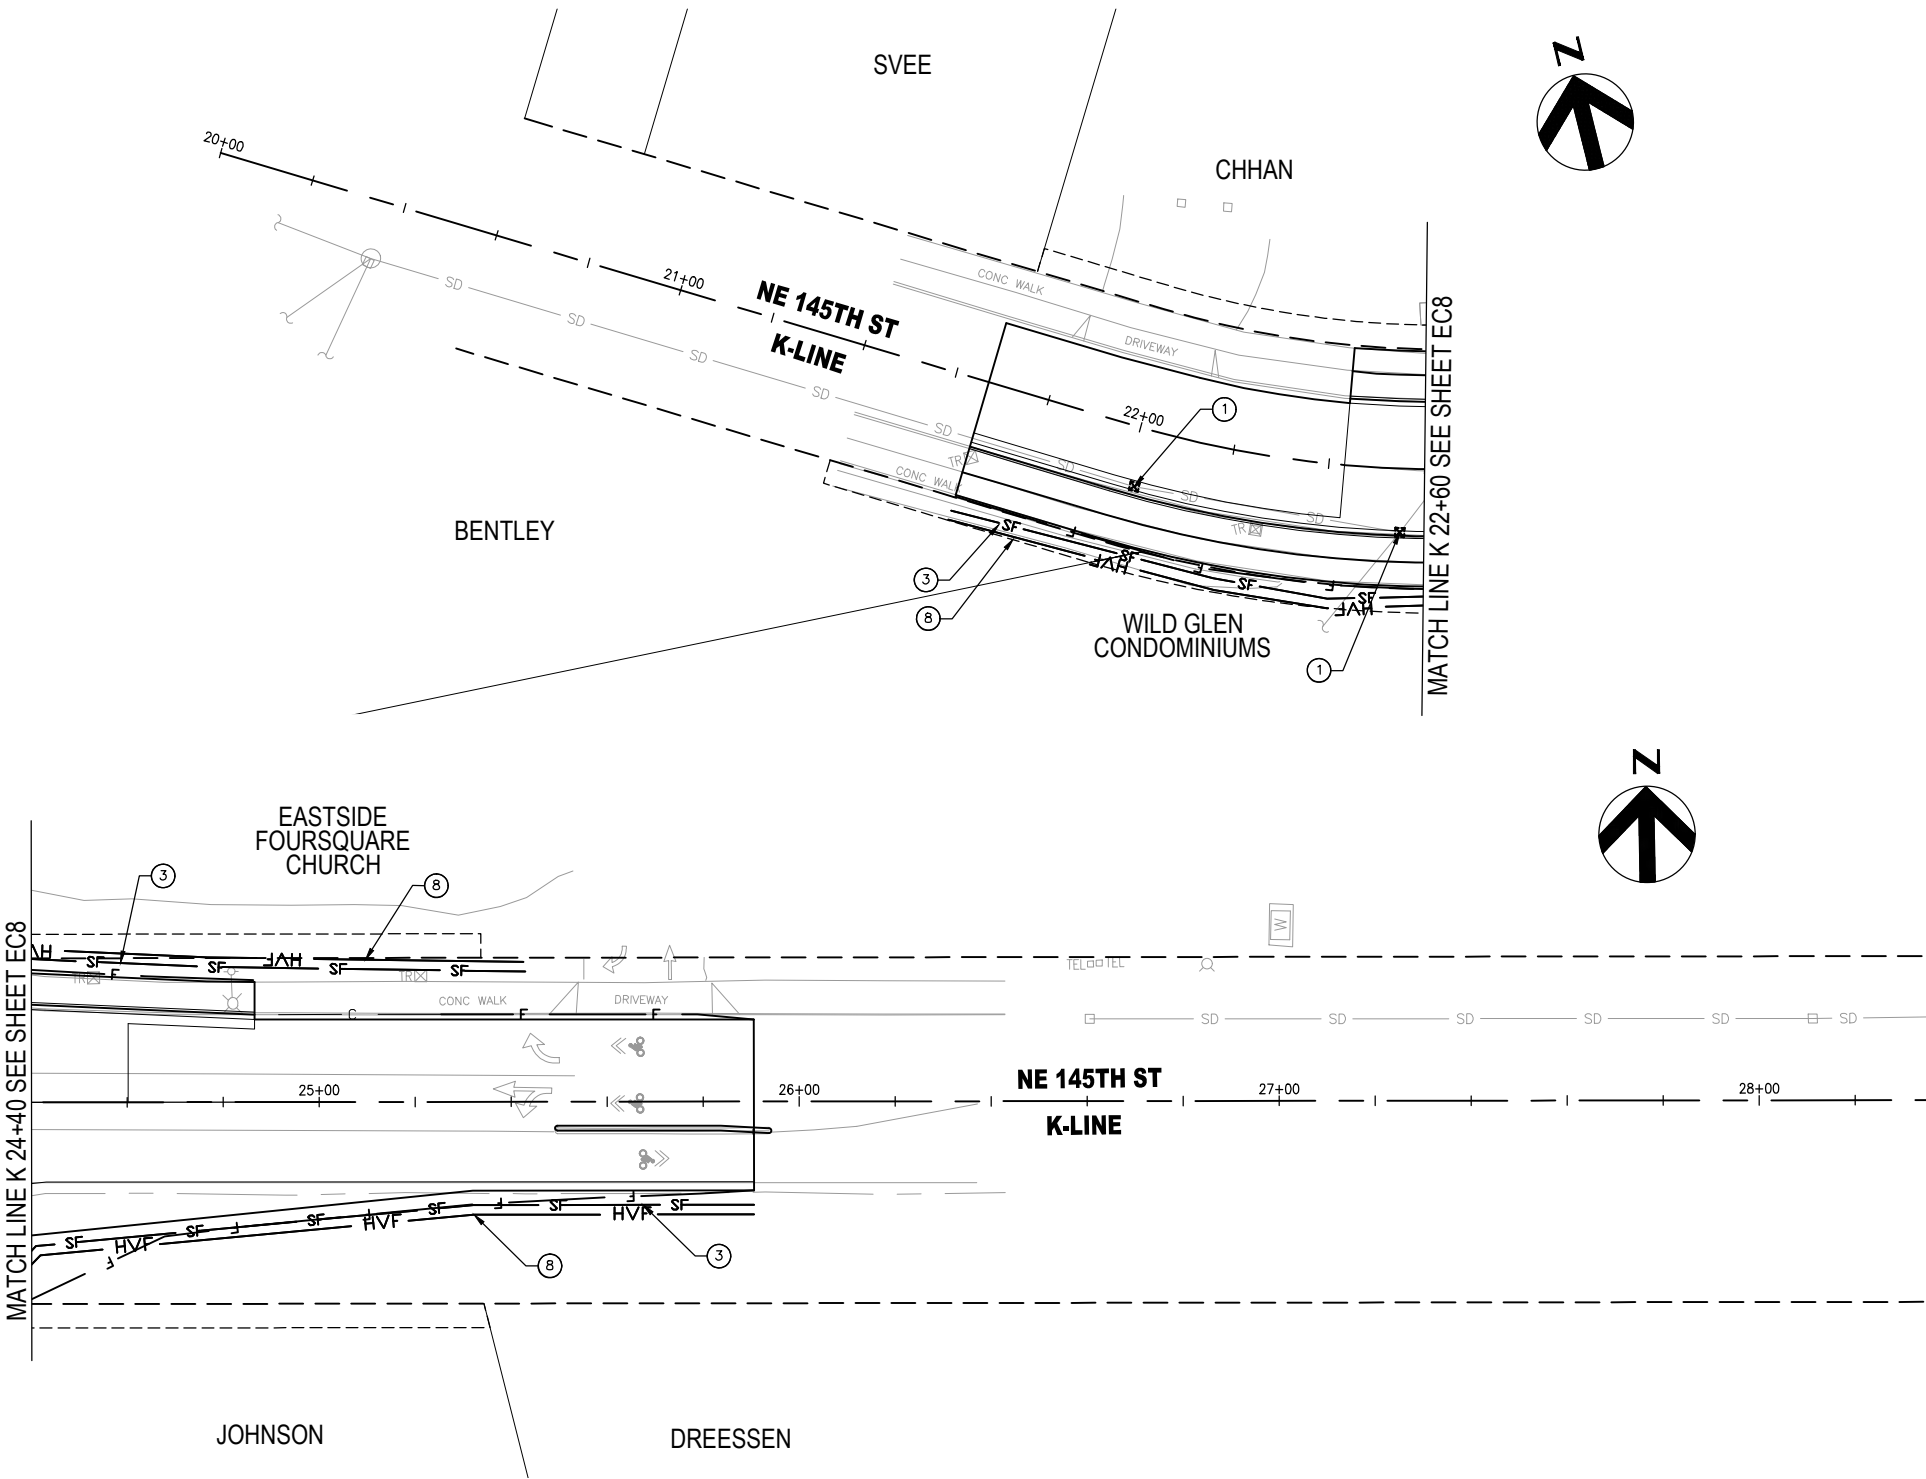 SVEE
N
20+00
CHHAN
SD
21+00
NE 145TH ST
K-LINE
CONC WALK
DRIVEWAY
SD
SD
SD
22+00
1
SD
TR
SD
SD
CONC WALK
SD
TR
BENTLEY
SF
F
SF
HVF
F
SF
F
SF
HVF
3
8
WILD GLEN
CONDOMINIUMS
1
MATCH LINE K 22+60 SEE SHEET EC8
N
EASTSIDE
FOURSQUARE
CHURCH
3
8
W
HVF
SF
SF
HVF
SF
SF
F
TR
TR
TEL
TEL
CONC WALK
DRIVEWAY
C
F
F
SD
SD
SD
SD
SD
SD
NE 145TH ST
K-LINE
25+00
26+00
27+00
28+00
SF
HVF
F
SF
F
SF
F
HVF
SF
F
SF
F
HVF
SF
8
3
MATCH LINE K 24+40 SEE SHEET EC8
JOHNSON
DREESSEN